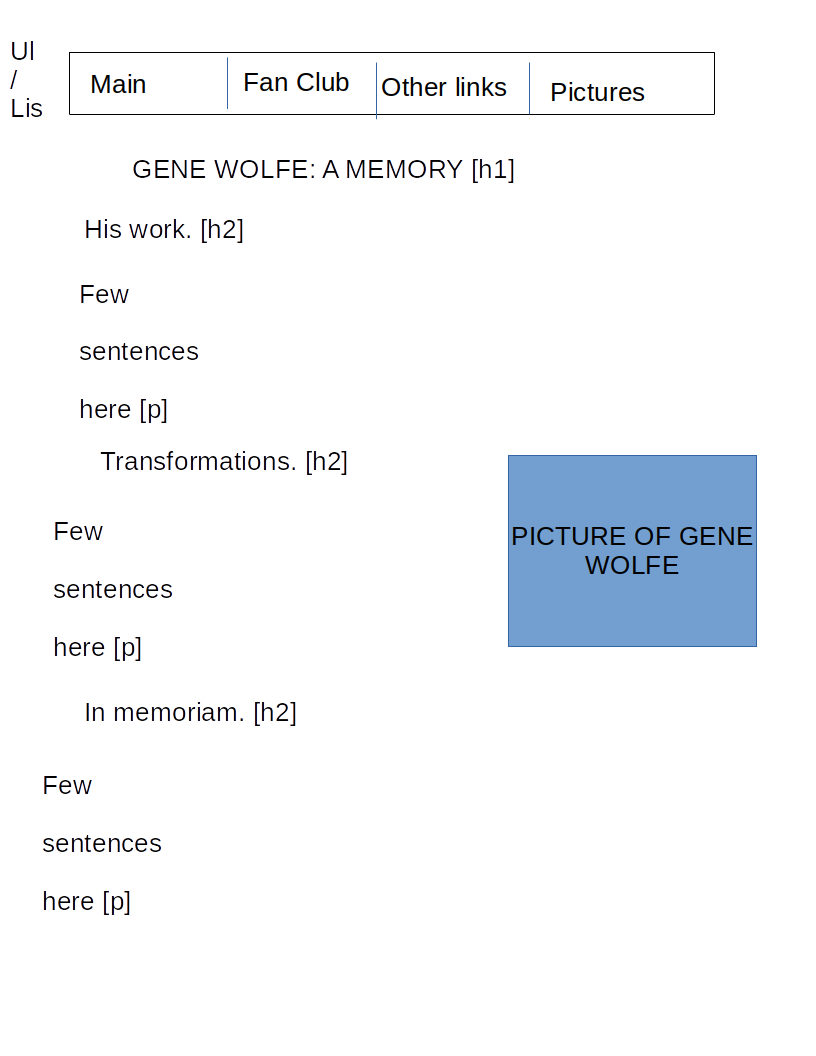 Ul
/
Lis
Main
Fan Club
Other links
Pictures
GENE WOLFE: A MEMORY [h1]
His work. [h2]
Few
sentences
here [p]
Transformations. [h2]
Few
sentences
here [p]
PICTURE OF GENE
WOLFE
In memoriam. [h2]
Few
sentences
here [p]